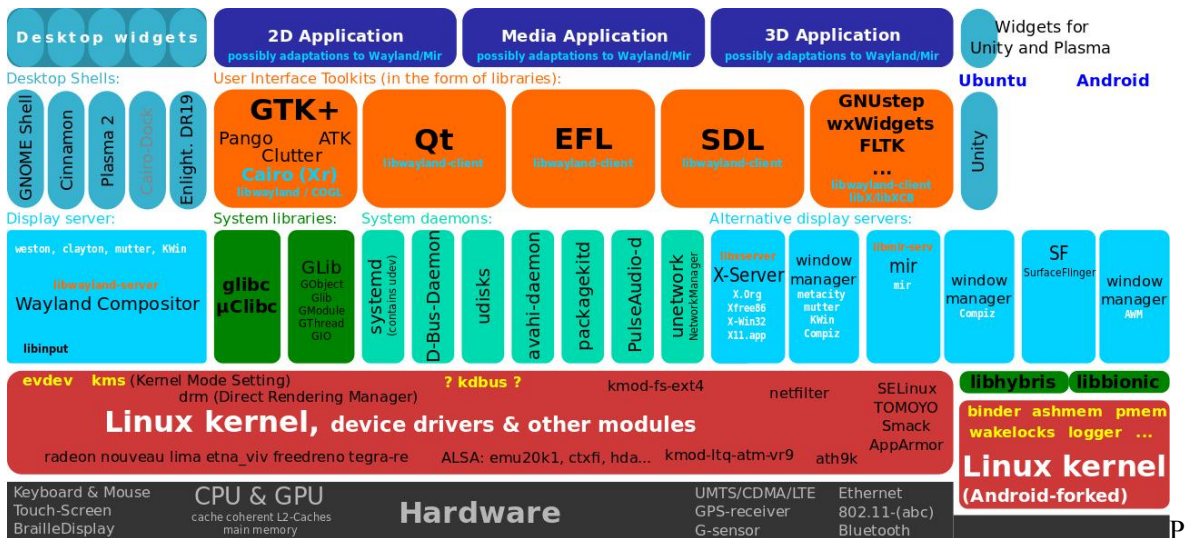 Desktop widgets
2D Application
possibly adaptations to Wayland/Mir
Media Application
possibly adaptations to Wayland/Mir
3D Application
possibly adaptations to Wayland/Mir
Widgets for
Unity and Plasma
Desktop Shells:
User Interface Toolkits (in the form of libraries):
Ubuntu
Android
GNOME Shell
Cinnamon
Plasma 2
Cairo-Dock
Enlight. DR19
GTK+
Pango
ATK
Clutter
Cairo (Xr)
libwayland / COGL
Qt
libwayland-client
EFL
libwayland-client
SDL
libwayland-client
GNUstep
wxWidgets
FLTK
...
libwayland-client
libX/libXCB
Unity
Display server:
System libraries:
System daemons:
Alternative display servers:
weston, clayton, mutter, KWin
libwayland-server
Wayland Compositor
libinput
glibc
µClibc
GLib
GObject
Glib
GModule
GThread
GIO
systemd
(contains udev)
D-Bus-Daemon
udisks
avahi-daemon
packagekitd
PulseAudio-d
unetwork
NetworkManager
libxserver
X-Server
X.Org
Xfree86
X-Win32
X11.app
window
manager
metacity
mutter
KWin
Compiz
libmir-serv
mir
mir
window
manager
Compiz
SF
SurfaceFlinger
window
manager
AWM
evdev kms (Kernel Mode Setting)
drm (Direct Rendering Manager)
? kdbus ?
kmod-fs-ext4
netfilter
SELinux
TOMOYO
Smack
AppArmor
Linux kernel, device drivers & other modules
radeon nouveau lima etna_viv freedreno tegra-re
ALSA: emu20k1, ctxfi, hda...
kmod-ltq-atm-vr9
ath9k
libhybris
libbionic
binder ashmem pmem
wakelocks logger ...
Linux kernel
(Android-forked)
Keyboard & Mouse
Touch-Screen
BrailleDisplay
CPU & GPU
cache coherent L2-Caches
main memory
Hardware
UMTS/CDMA/LTE
GPS-receiver
G-sensor
Ethernet
802.11-(abc)
Bluetooth
P